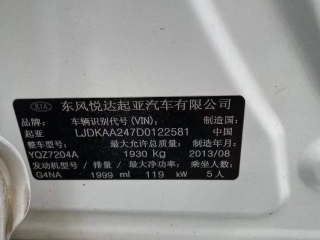 KIA 东风悦达起亚汽车有限公司
品牌: 车辆识别代号(VIN): 制造国:
起亚 LJDKAA247D0122581 中国
整车型号: 最大允许总质量: 制造年月:
YQZ7204A 1930 kg 2013/08
发动机型号/排量/最大净功率: 乘坐人数:
G4NA 1999 ml 119 kW 5人